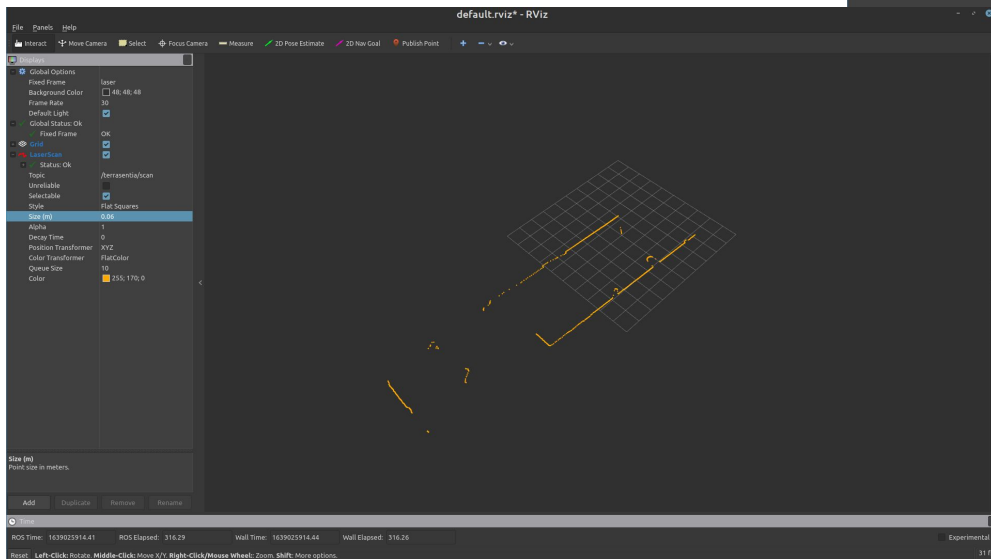 default.rviz* - RViz
File Panels Help
Interact Move Camera Select Focus Camera Measure 2D Pose Estimate 2D Nav Goal Publish Point
Displays
Global Options
Fixed Frame laser
Background Color 48; 48; 48
Frame Rate 30
Default Light
Global Status: Ok
Fixed Frame OK
Grid
LaserScan
Status: Ok
Topic /terrasentia/scan
Unreliable
Selectable
Style Flat Squares
Size (m) 0.06
Alpha 1
Decay Time 0
Position Transformer XYZ
Color Transformer FlatColor
Queue Size 10
Color 255; 170; 0
Size (m)
Point size in meters.
Add Duplicate Remove Rename
Time
ROS Time: 1639025914.41 ROS Elapsed: 316.29 Wall Time: 1639025914.44 Wall Elapsed: 316.26 Experimental
Reset Left-Click: Rotate. Middle-Click: Move X/Y. Right-Click/Mouse Wheel: Zoom. Shift: More options. 31 F